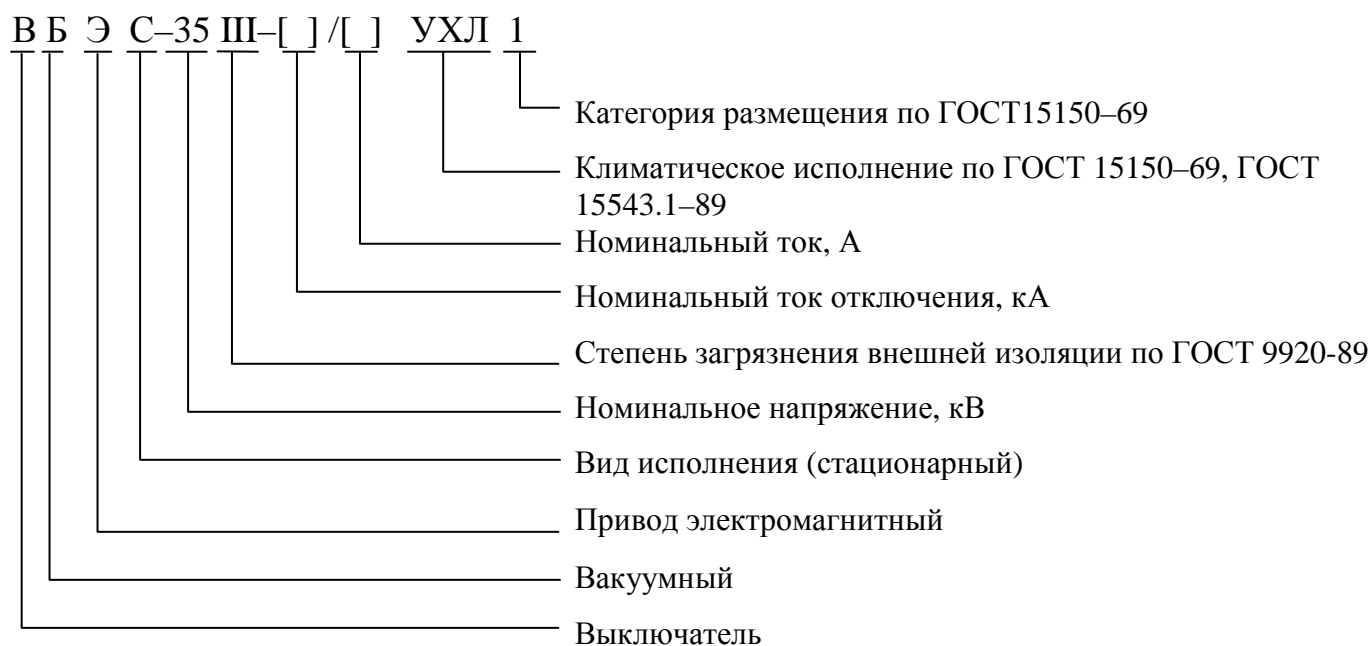 В Б Э С–35 III–[ ] /[ ] УХЛ 1
Категория размещения по ГОСТ15150–69
Климатическое исполнение по ГОСТ 15150–69, ГОСТ
15543.1–89
Номинальный ток, А
Номинальный ток отключения, кА
Степень загрязнения внешней изоляции по ГОСТ 9920-89
Номинальное напряжение, кВ
Вид исполнения (стационарный)
Привод электромагнитный
Вакуумный
Выключатель